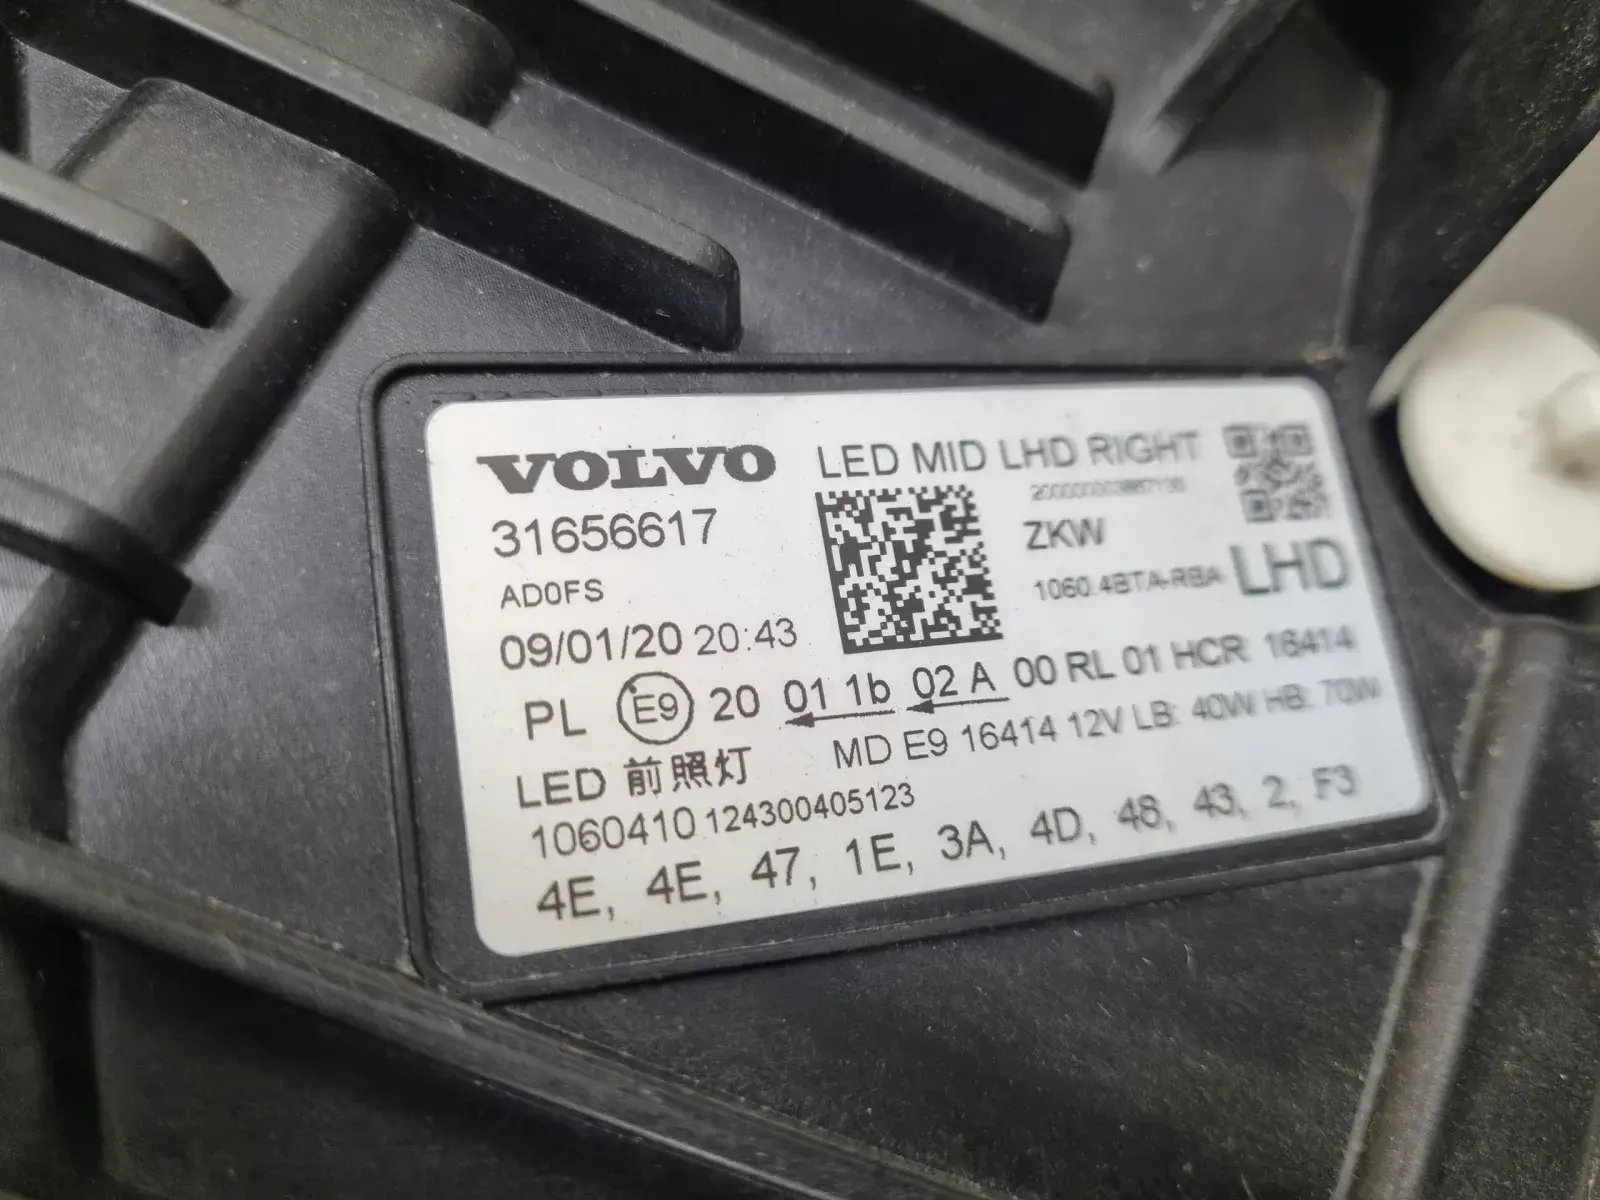 VOLVO LED MID LHD RIGHT
31656617
ZKW
AD0FS
1060.4BTA-RBA LHD
09/01/20 20:43
PL E9 20 01 1b 02 A 00 RL 01 HCR 16414
LED 前照灯 MD E9 16414 12V LB: 40W HB: 70W
1060410 124300405123
4E, 4E, 47, 1E, 3A, 4D, 48, 43, 2, F3